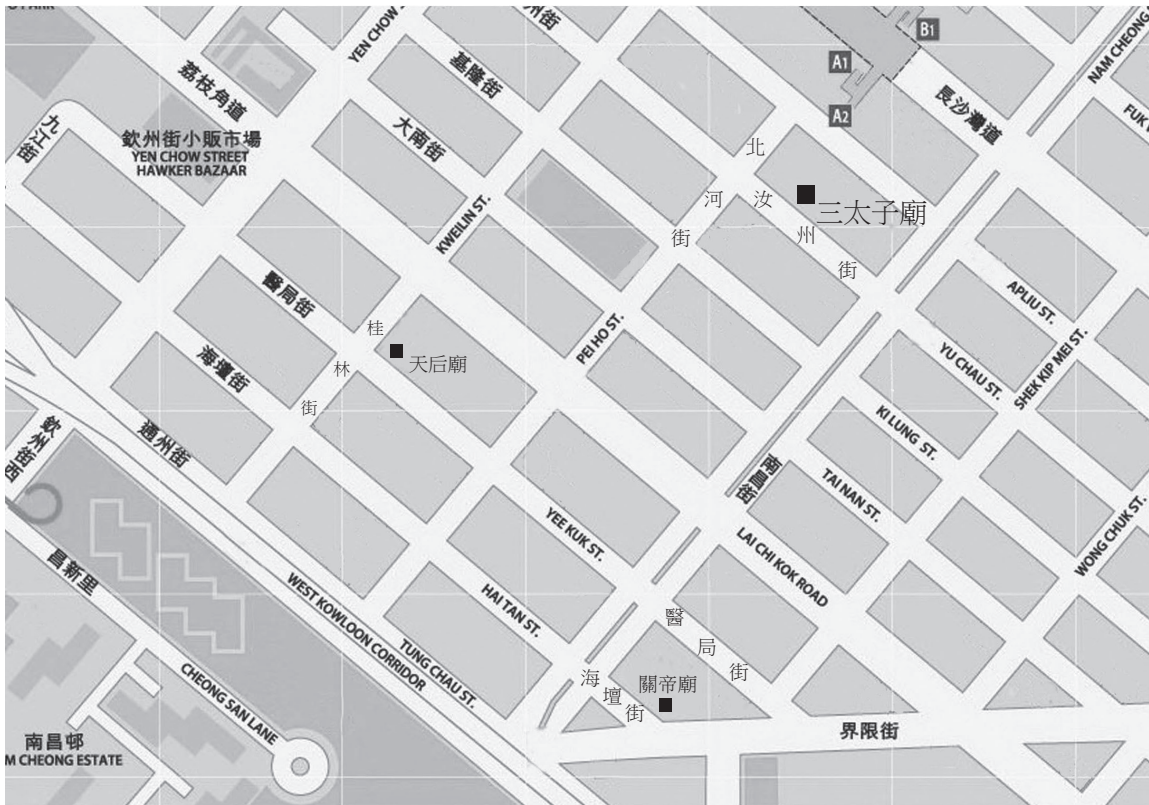 YEN CHOW
州街
B1
A1
A2
NAM CHEONG
荔枝角道
基隆街
長沙灣道
九江街
欽州街小販市場
YEN CHOW STREET
HAWKER BAZAAR
大南街
北
河
街
汝
州
街
三太子廟
KWEILIN ST.
醫局街
APLIU ST.
桂
林
街
天后廟
PEI HO ST.
YU CHAU ST.
SHEK KIP MEI ST.
海壇街
KI LUNG ST.
欽州街西
通州街
南昌街
TAI NAN ST.
YEE KUK ST.
LAI CHI KOK ROAD
WONG CHUK ST.
昌新里
WEST KOWLOON CORRIDOR
HAI TAN ST.
TUNG CHAU ST.
醫
局
街
海
壇
街
關帝廟
CHEONG SAN LANE
界限街
南昌邨
M CHEONG ESTATE